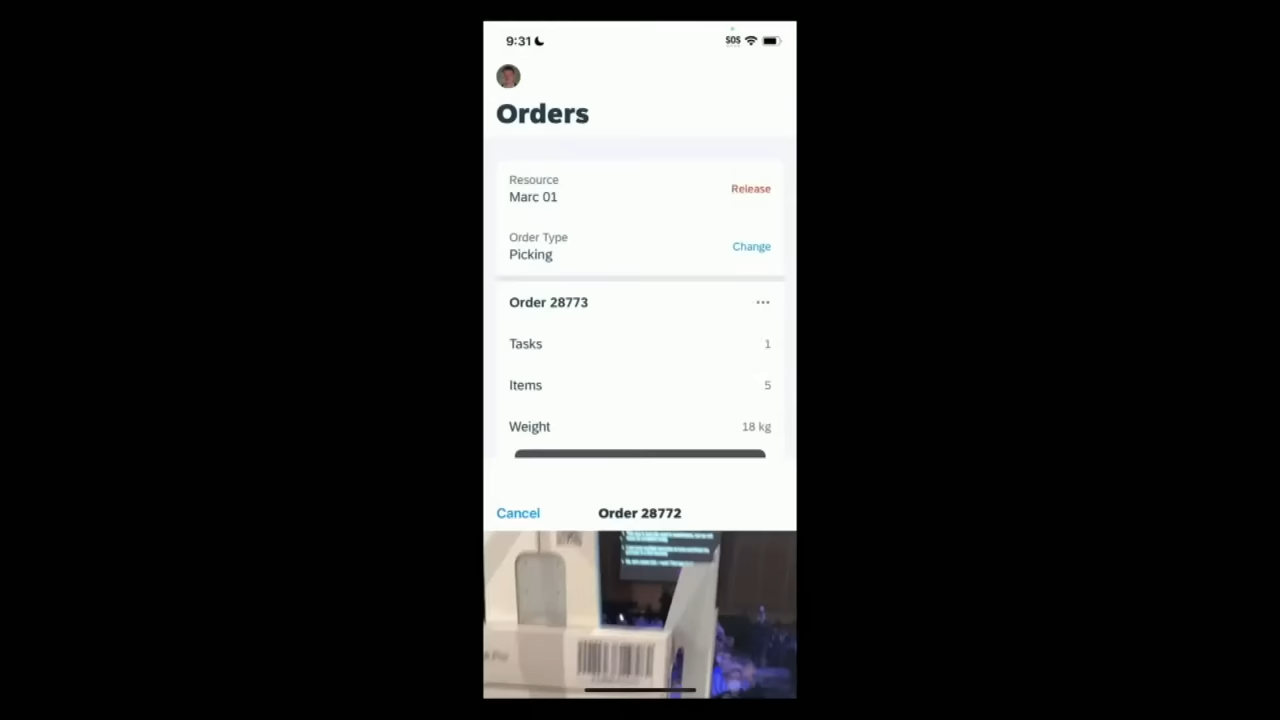 9:31
SOS
Orders
Resource
Marc 01
Release
Order Type
Picking
Change
Order 28773
Tasks
1
Items
5
Weight
18 kg
Cancel
Order 28772